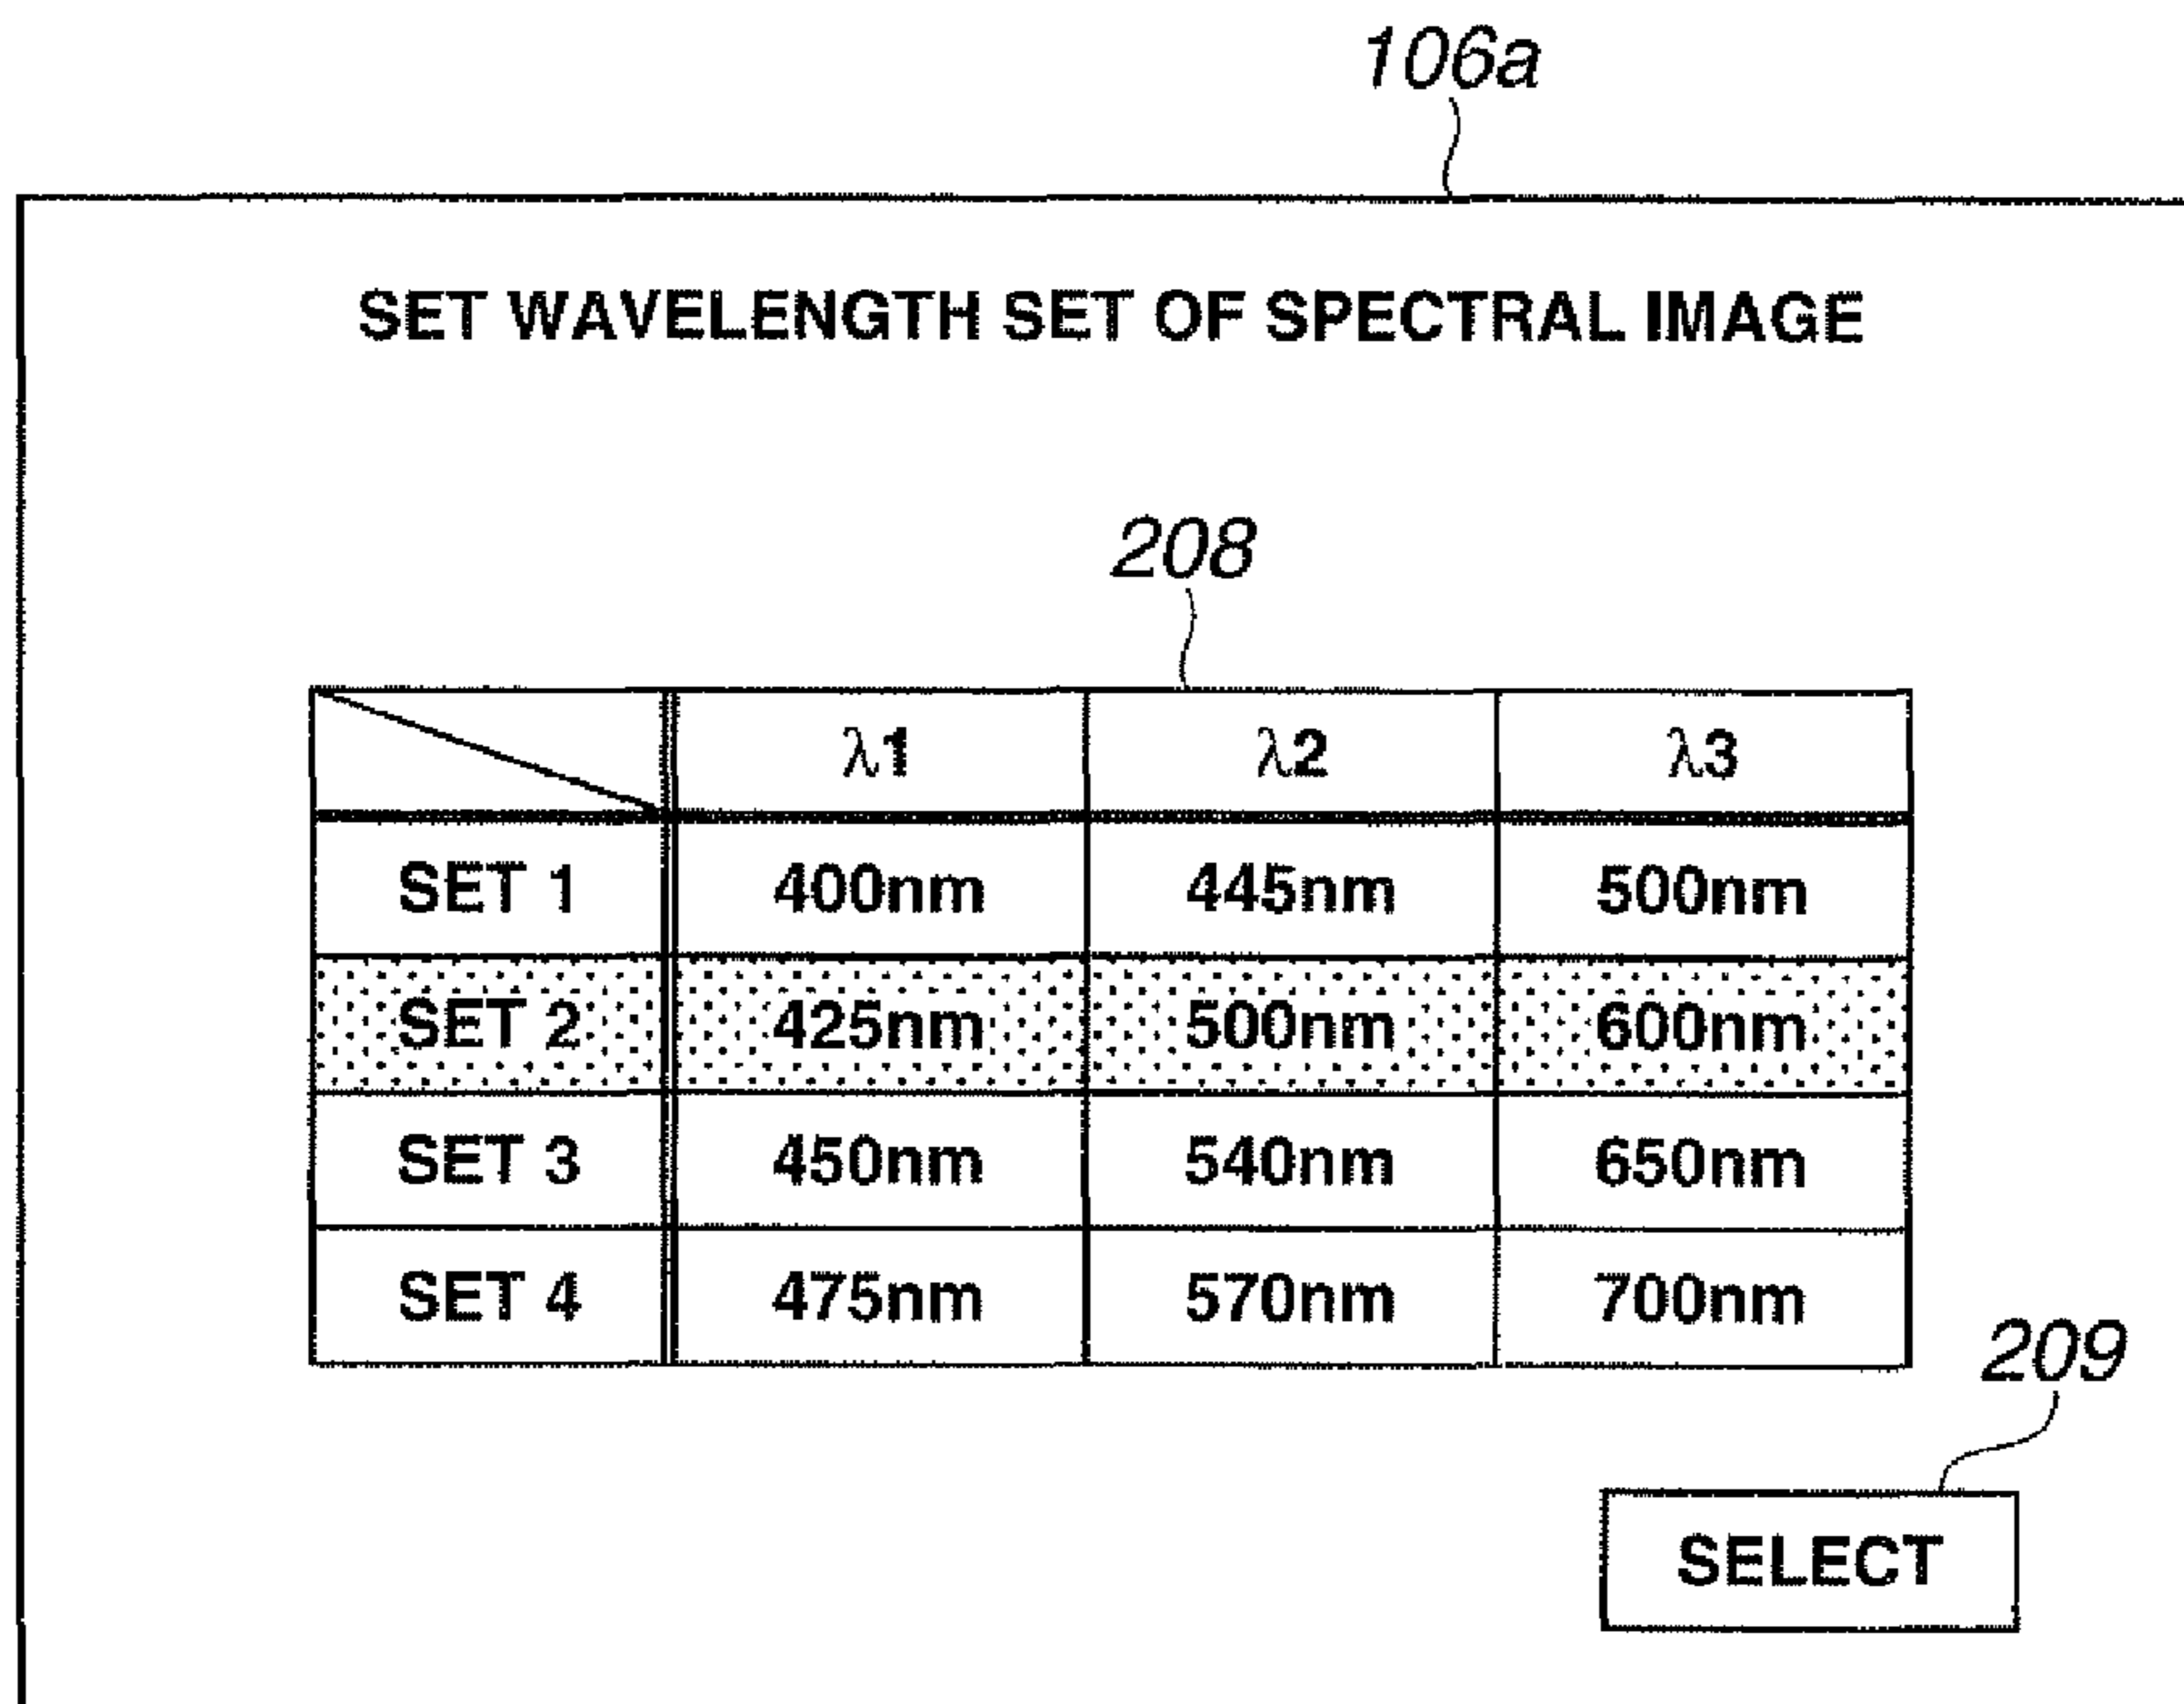 106a
SET WAVELENGTH SET OF SPECTRAL IMAGE
208
λ1 λ2 λ3
SET 1 400nm 445nm 500nm
SET 2 425nm 500nm 600nm
SET 3 450nm 540nm 650nm
SET 4 475nm 570nm 700nm
209
SELECT